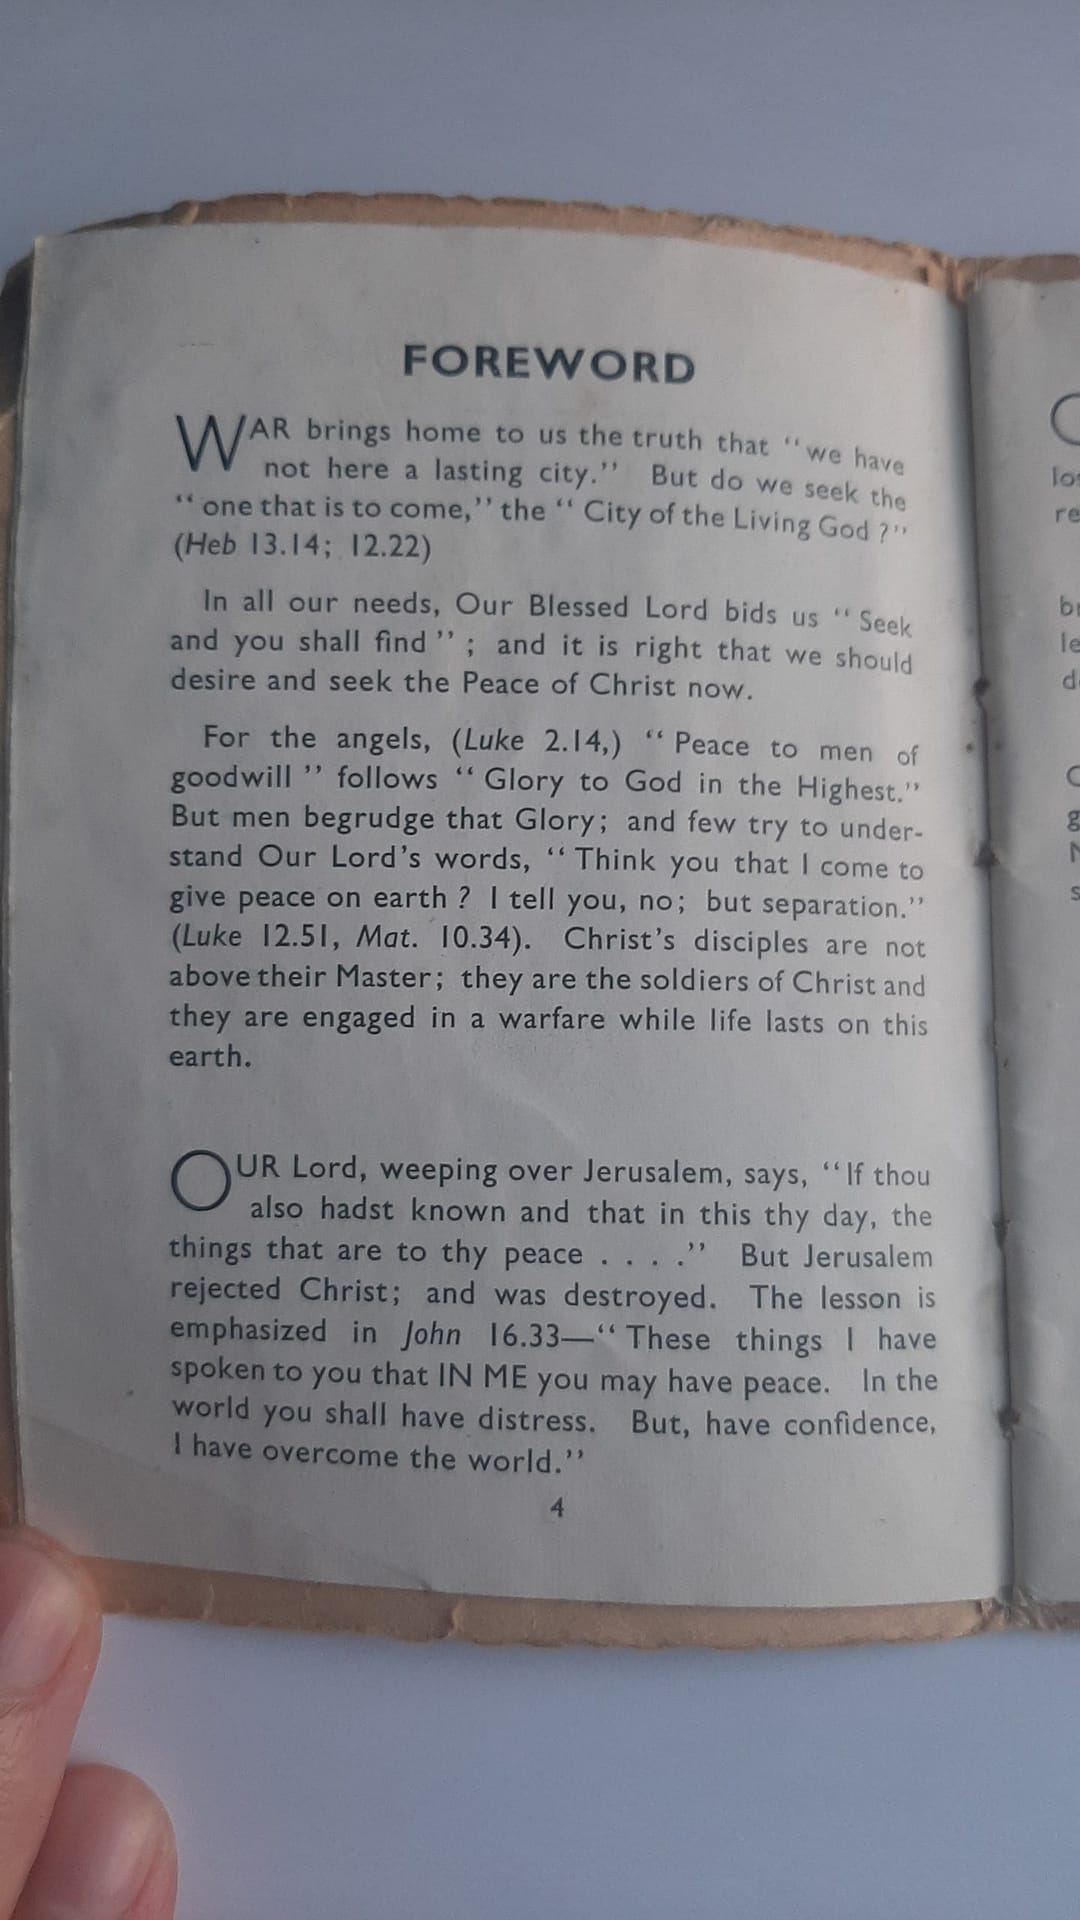 FOREWORD
WAR brings home to us the truth that "we have
not here a lasting city." But do we seek the
"one that is to come," the "City of the Living God ?"
(Heb 13.14; 12.22)
In all our needs, Our Blessed Lord bids us "Seek
and you shall find"; and it is right that we should
desire and seek the Peace of Christ now.
For the angels, (Luke 2.14,) "Peace to men of
goodwill" follows "Glory to God in the Highest."
But men begrudge that Glory; and few try to under-
stand Our Lord's words, "Think you that I come to
give peace on earth ? I tell you, no; but separation."
(Luke 12.51, Mat. 10.34). Christ's disciples are not
above their Master; they are the soldiers of Christ and
they are engaged in a warfare while life lasts on this
earth.
OUR Lord, weeping over Jerusalem, says, "If thou
also hadst known and that in this thy day, the
things that are to thy peace . . . ." But Jerusalem
rejected Christ; and was destroyed. The lesson is
emphasized in John 16.33—"These things I have
spoken to you that IN ME you may have peace. In the
world you shall have distress. But, have confidence,
I have overcome the world."
4